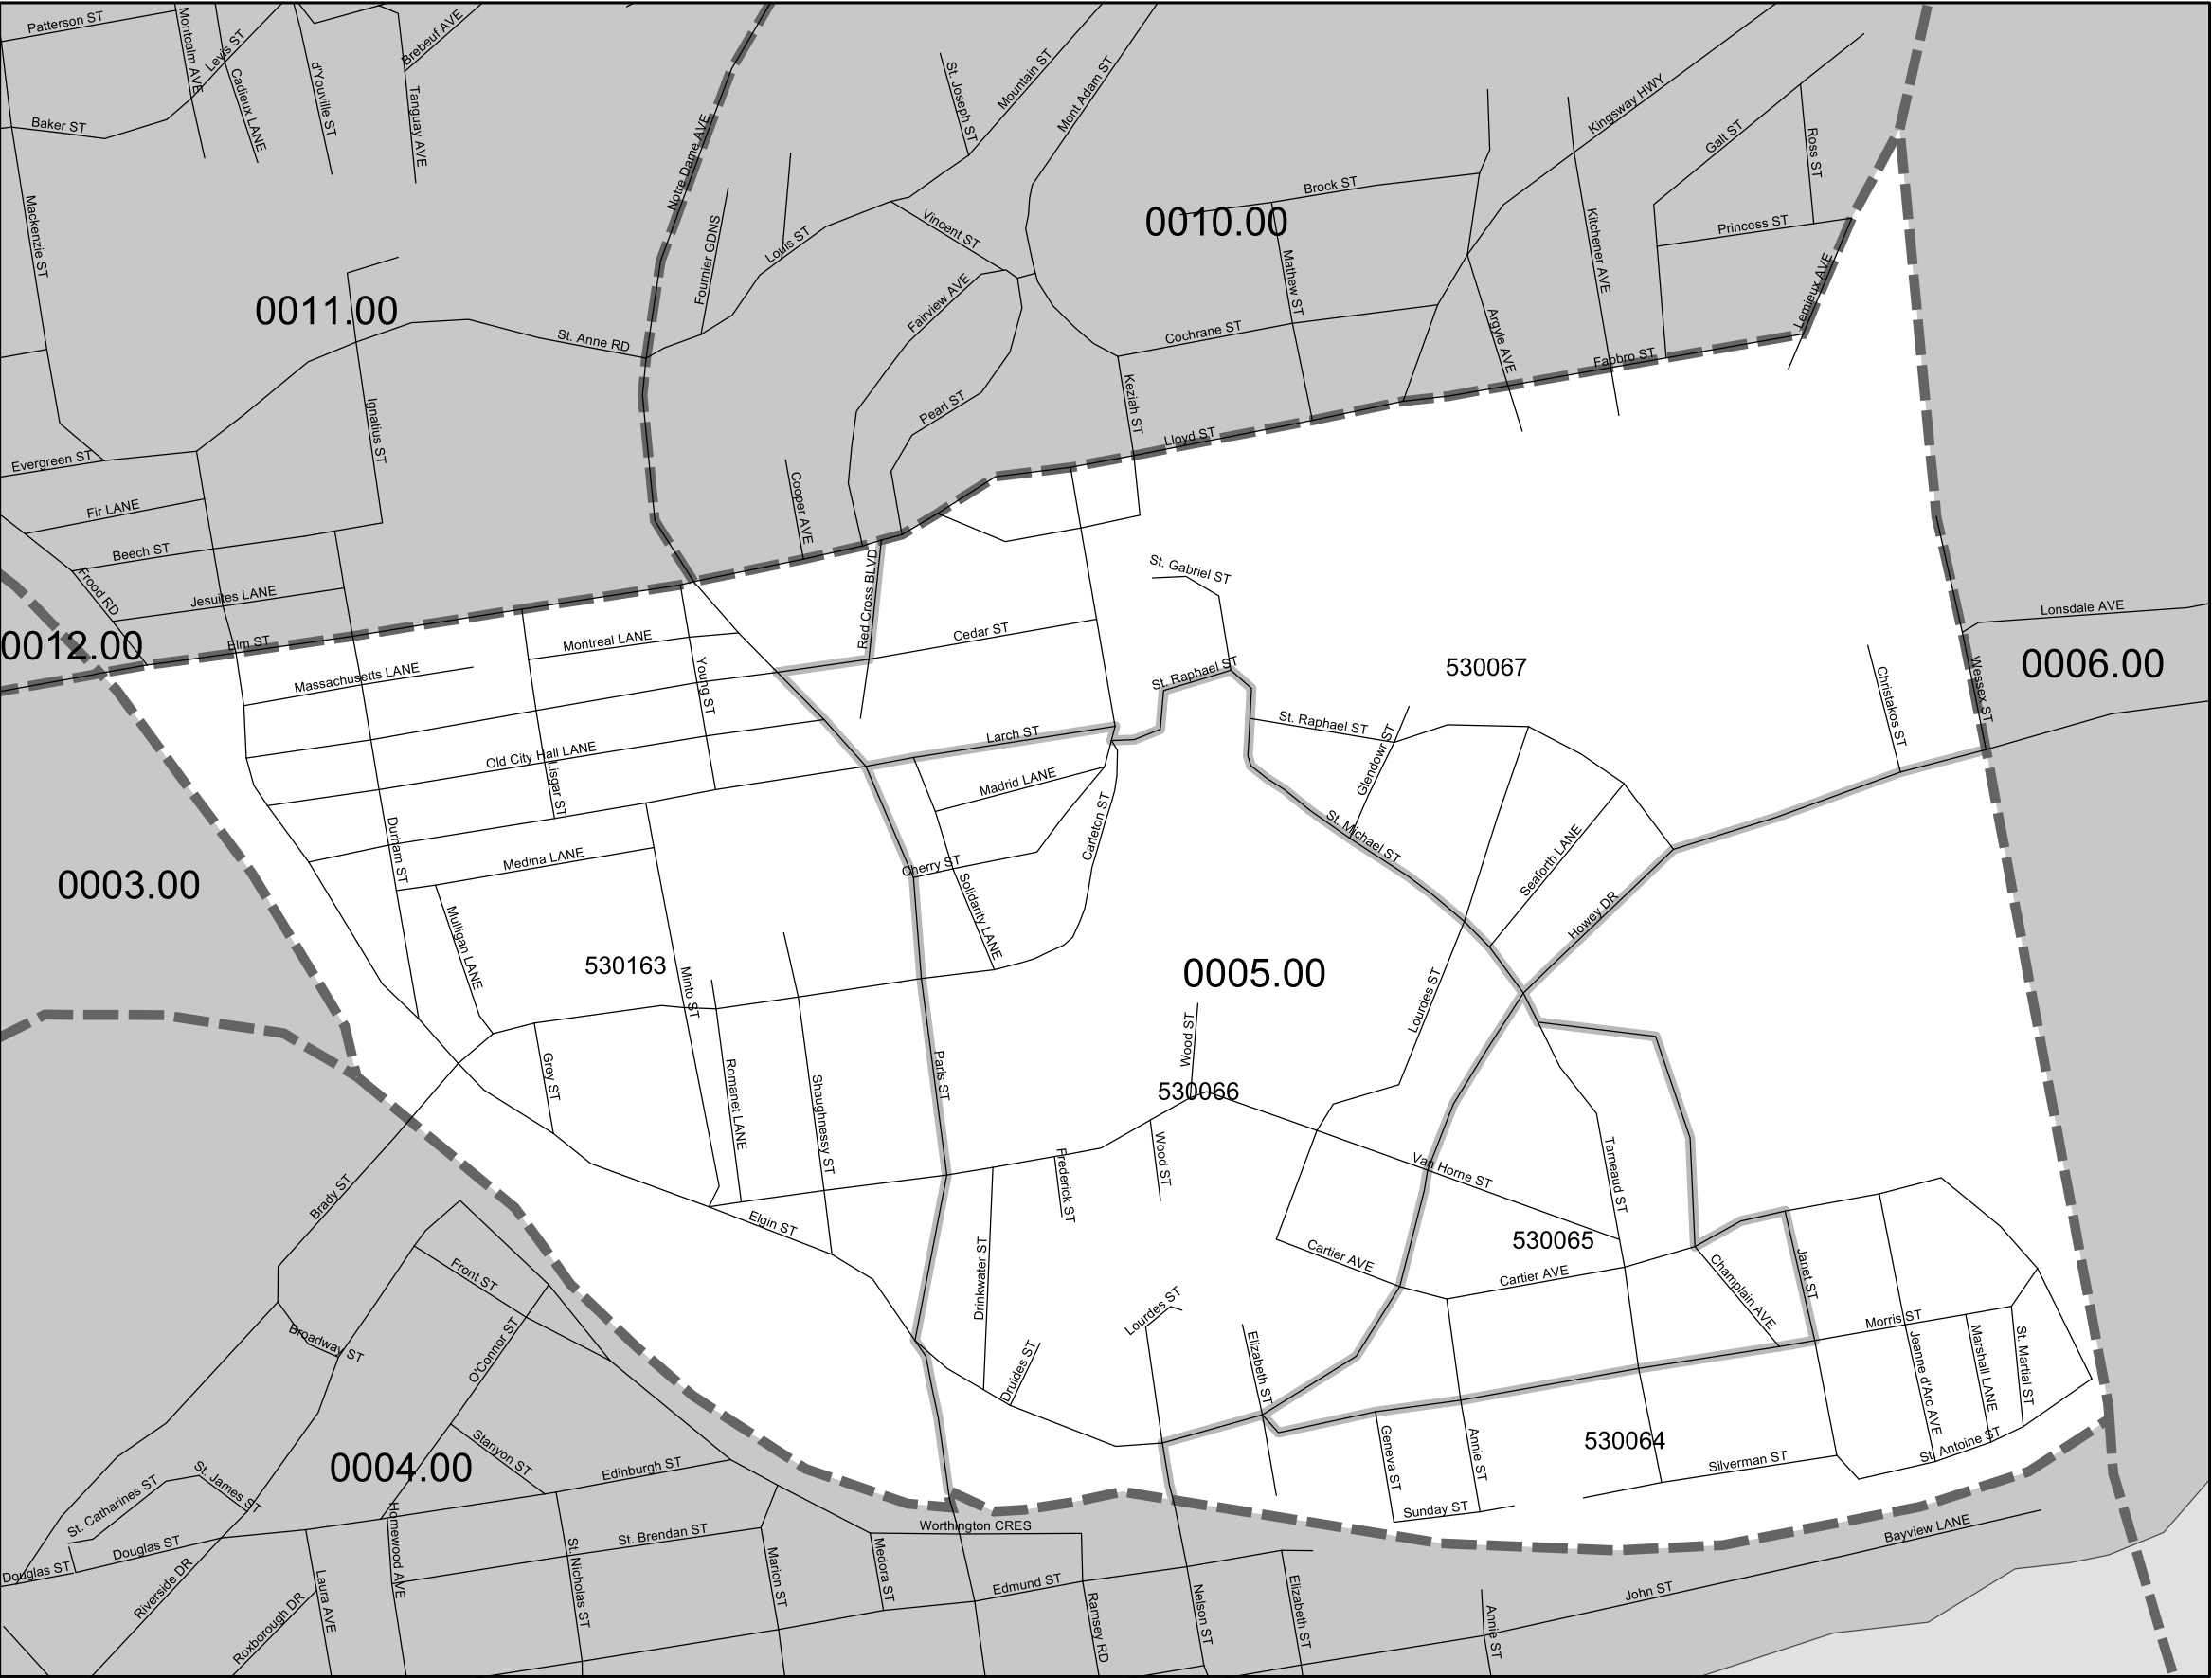 Patterson ST
Montcalm AVE
Levis ST
Cadieux LANE
d'Youville ST
Brebeuf AVE
Tanguay AVE
Baker ST
Mackenzie ST
Notre Dame AVE
St. Joseph ST
Mountain ST
Mont Adam ST
Kingsway HWY
Galt ST
Ross ST
Brock ST
0010.00
Princess ST
Kitchener AVE
Mathew ST
Vincent ST
Louis ST
Fournier GDNS
Fairview AVE
0011.00
St. Anne RD
Lemieux AVE
Cochrane ST
Argyle AVE
Fabbro ST
Keziah ST
Pearl ST
Ignatius ST
Lloyd ST
Evergreen ST
Fir LANE
Cooper AVE
Beech ST
Frood RD
Jesuites LANE
Red Cross BLVD
St. Gabriel ST
Lonsdale AVE
0012.00
Elm ST
Montreal LANE
Cedar ST
Massachusetts LANE
Young ST
St. Raphael ST
530067
0006.00
Wessex ST
Christakos ST
St. Raphael ST
Glendowr ST
Larch ST
Old City Hall LANE
Lisgar ST
Madrid LANE
Carleton ST
St. Michael ST
Durham ST
Medina LANE
Cherry ST
Solidarity LANE
Seaforth LANE
Howey DR
0003.00
Mulligan LANE
530163
Minto ST
0005.00
Lourdes ST
Wood ST
Grey ST
Romanet LANE
Shaughnessy ST
Paris ST
530066
Wood ST
Frederick ST
Van Horne ST
Tarneaud ST
Brady ST
Elgin ST
Drinkwater ST
Cartier AVE
530065
Cartier AVE
Champlain AVE
Janet ST
Front ST
Lourdes ST
Morris ST
Broadway ST
O'Connor ST
Druides ST
Elizabeth ST
Jeanne d'Arc AVE
Marshall LANE
St. Martial ST
Stanyon ST
Geneva ST
Annie ST
530064
Silverman ST
St. Antoine ST
0004.00
Edinburgh ST
St. James ST
St. Catharines ST
Sunday ST
Homewood AVE
Worthington CRES
Bayview LANE
St. Brendan ST
Douglas ST
Douglas ST
Riverside DR
Laura AVE
St. Nicholas ST
Marion ST
Medora ST
Edmund ST
Ramsey RD
Nelson ST
Elizabeth ST
John ST
Annie ST
Roxborough DR